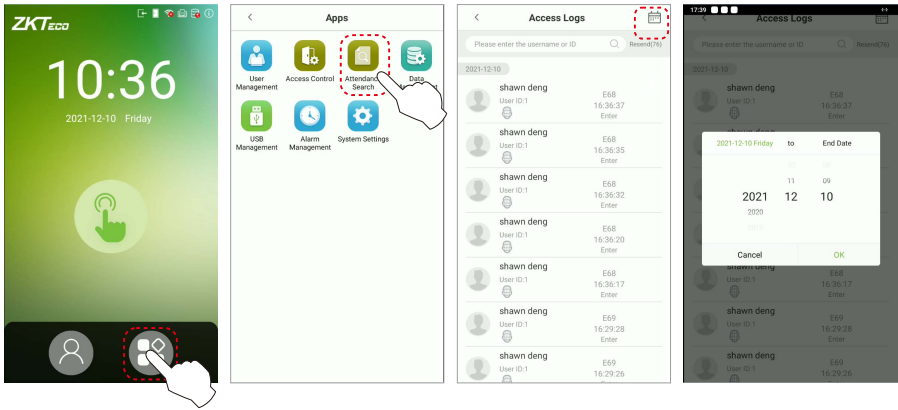 ZKTeco
10:36
2021-12-10 Friday
Apps
User
Management
Access Control
Attendance
Search
Data
USB
Management
Alarm
Management
System Settings
Access Logs
Please enter the username or ID
Resend(76)
2021-12-10
shawn deng
User ID:1
E68
16:36:37
Enter
shawn deng
User ID:1
E68
16:36:35
Enter
shawn deng
User ID:1
E68
16:36:32
Enter
shawn deng
User ID:1
E68
16:36:20
Enter
shawn deng
User ID:1
E68
16:36:17
Enter
shawn deng
User ID:1
E69
16:29:28
Enter
shawn deng
User ID:1
E69
16:29:26
17:39
Access Logs
Please enter the username or ID
Resend(76)
2021-12-10
shawn deng
User ID:1
E68
16:36:37
Enter
2021-12-10 Friday to End Date
11 09
2021 12 10
2020
Cancel OK
shawn deng
User ID:1
E68
16:36:17
Enter
shawn deng
User ID:1
E69
16:29:28
Enter
shawn deng
User ID:1
E69
16:29:26